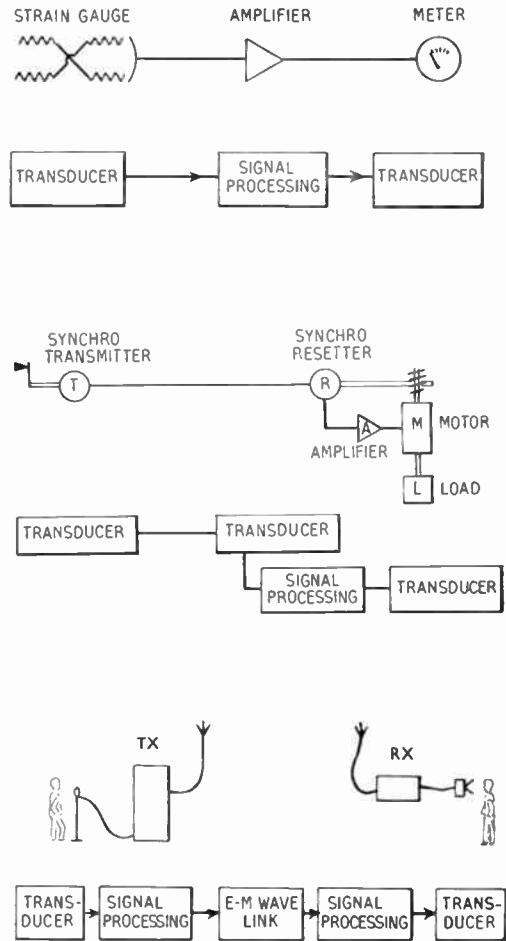 STRAIN GAUGE
AMPLIFIER
METER
TRANSDUCER
SIGNAL
PROCESSING
TRANSDUCER
SYNCHRO
TRANSMITTER
SYNCHRO
RESETTER
T
R
A
AMPLIFIER
M
MOTOR
L
LOAD
TRANSDUCER
TRANSDUCER
SIGNAL
PROCESSING
TRANSDUCER
TX
RX
TRANS-
DUCER
SIGNAL
PROCESSING
E-M WAVE
LINK
SIGNAL
PROCESSING
TRANS-
DUCER